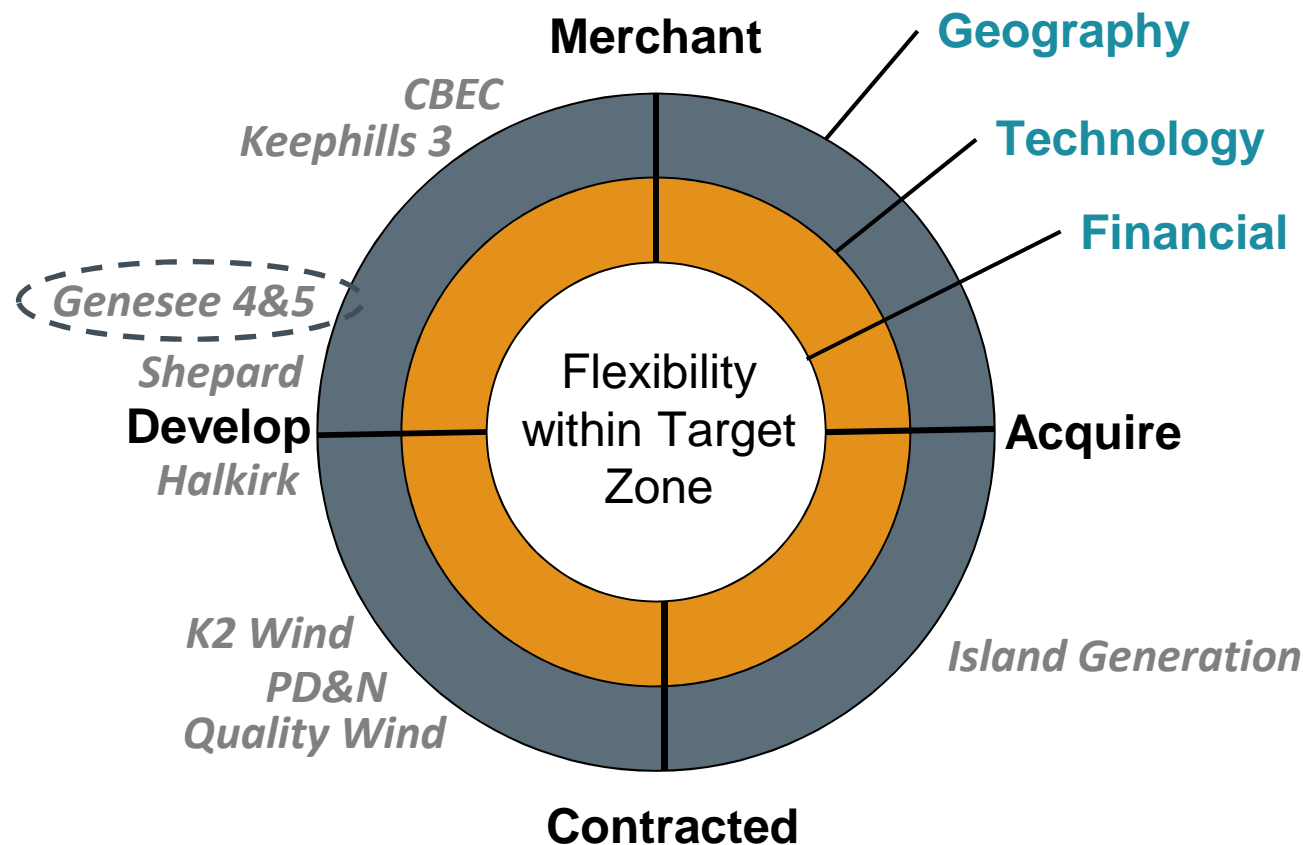 Merchant
Geography
Technology
Financial
CBEC
Keephills 3
Genesee 4&5
Shepard
Develop
Halkirk
Flexibility
within Target
Zone
Acquire
K2 Wind
PD&N
Quality Wind
Island Generation
Contracted